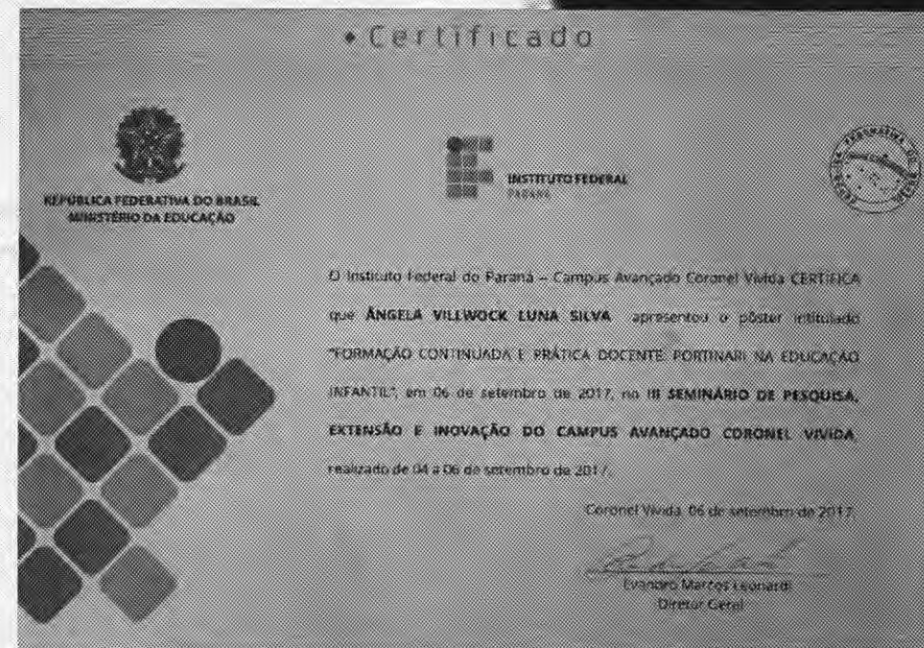 Certificado
REPÚBLICA FEDERATIVA DO BRASIL
MINISTÉRIO DA EDUCAÇÃO
INSTITUTO FEDERAL
PARANÁ
O Instituto Federal do Paraná – Campus Avançado Coronel Vivida CERTIFICA
que ÂNGELA VILLWOCK LUNA SILVA apresentou o pôster intitulado
"FORMAÇÃO CONTINUADA E PRÁTICA DOCENTE: PORTINARI NA EDUCAÇÃO
INFANTIL", em 06 de setembro de 2017, no III SEMINÁRIO DE PESQUISA,
EXTENSÃO E INOVAÇÃO DO CAMPUS AVANÇADO CORONEL VIVIDA,
realizado de 04 a 06 de setembro de 2017.
Coronel Vivida, 06 de setembro de 2017.
Evandro Marcos Leonardi
Diretor Geral